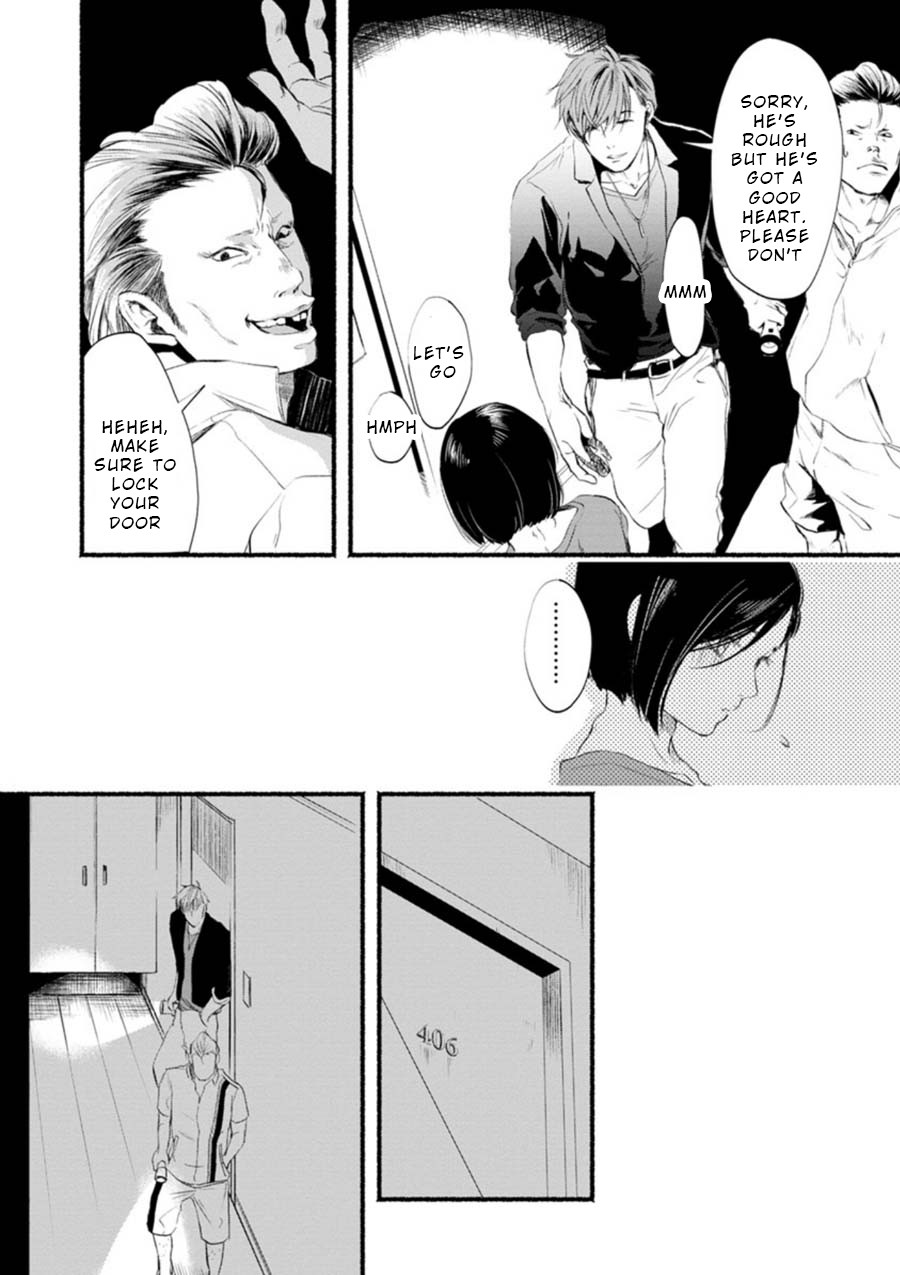 SORRY,
HE'S
ROUGH
BUT HE'S
GOT A
GOOD
HEART.
PLEASE
DON'T
MMM
LET'S
GO
HMPH
HEHEH,
MAKE
SURE TO
LOCK
YOUR
DOOR
.........
406